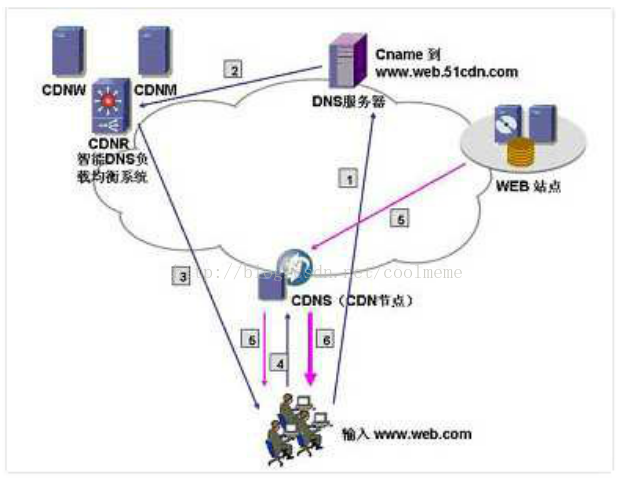 CDNW
CDNM
2
Cname 到
www.web.51cdn.com
DNS服务器
CDNR
智能DNS负
载均衡系统
1
WEB 站点
5
3
http://blog.csdn.net/coolmeme
CDNS（CDN节点）
5
4
6
输入 www.web.com